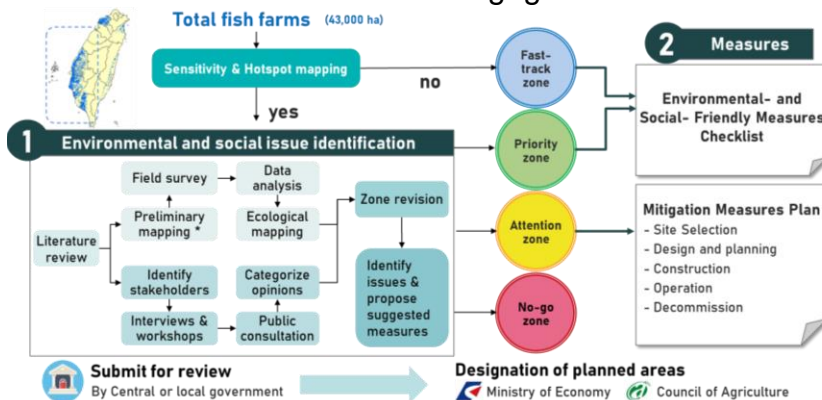 Total fish farms (43,000 ha)
Sensitivity & Hotspot mapping
no
yes
1 Environmental and social issue identification
Literature
review
Field survey
Data
analysis
Preliminary
mapping *
Ecological
mapping
Identify
stakeholders
Categorize
opinions
Interviews &
workshops
Public
consultation
Zone revision
Identify
issues &
propose
suggested
measures
Fast-
track
zone
Priority
zone
Attention
zone
No-go
zone
2 Measures
Environmental- and
Social- Friendly Measures
Checklist
Mitigation Measures Plan
- Site Selection
- Design and planning
- Construction
- Operation
- Decommission
Submit for review
By Central or local government
Designation of planned areas
Ministry of Economy Council of Agriculture